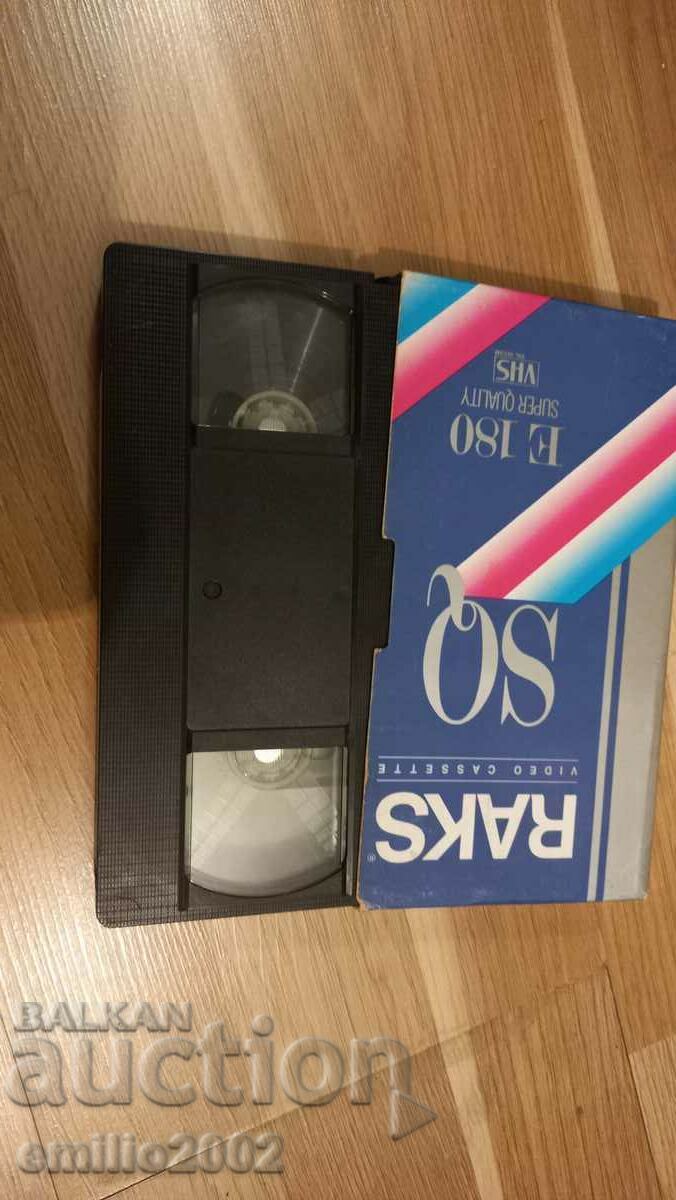 RAKS®
VIDEO CASSETTE
SQ
E 180
SUPER QUALITY
VHS
BALKAN
auction
emilio2002